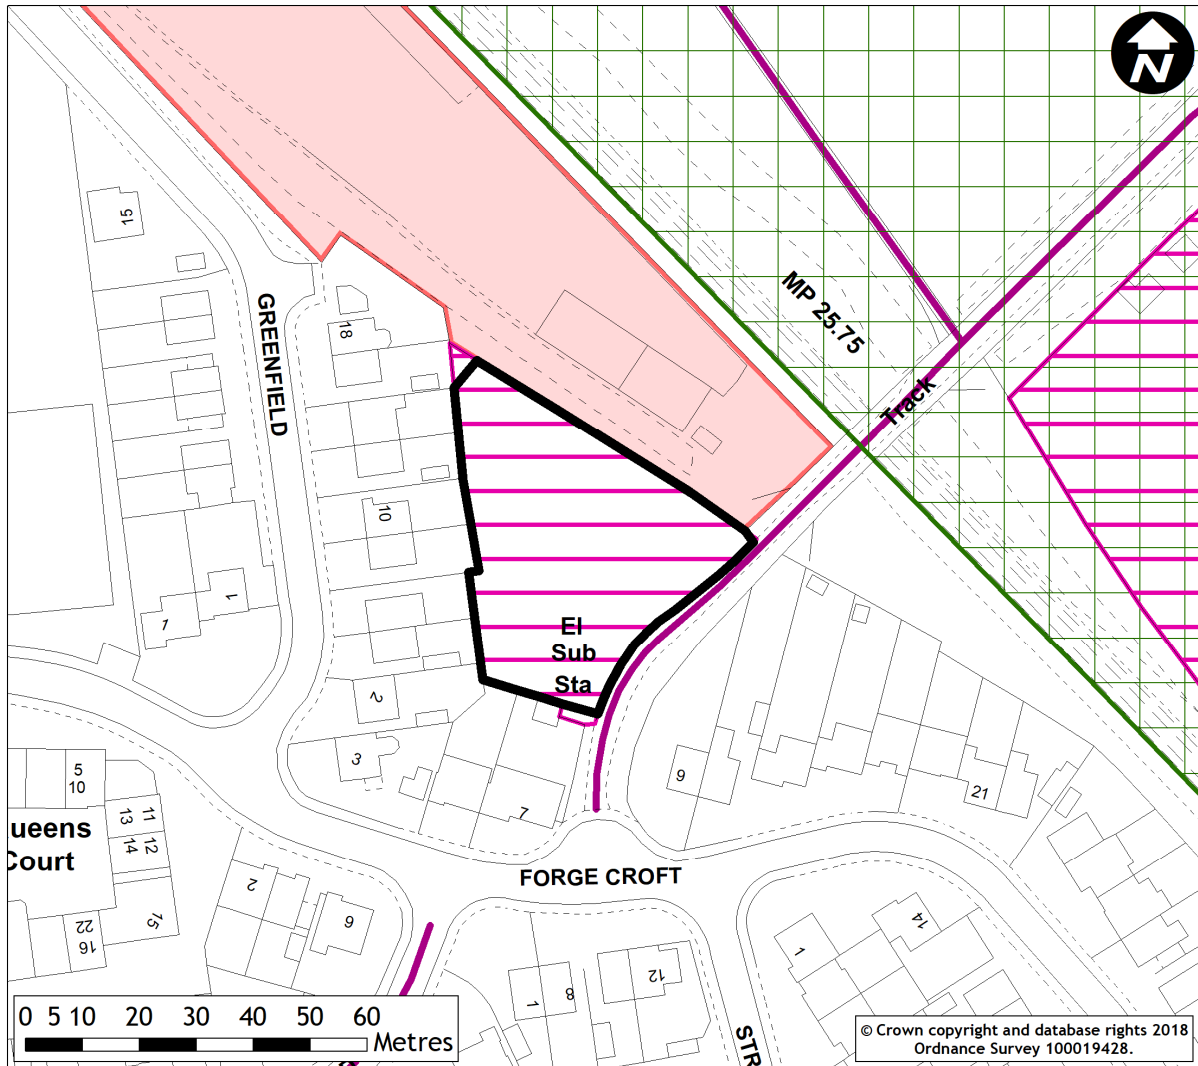 N
15
GREENFIELD
18
MP 25.75
Track
10
1
1
El
Sub
Sta
2
3
9
7
21
5
10
13
11
14
12
ueens
Court
2
6
FORGE CROFT
22
16
15
14
1
12
1
8
STR
0 5 10 20 30 40 50 60
Metres
© Crown copyright and database rights 2018
Ordnance Survey 100019428.